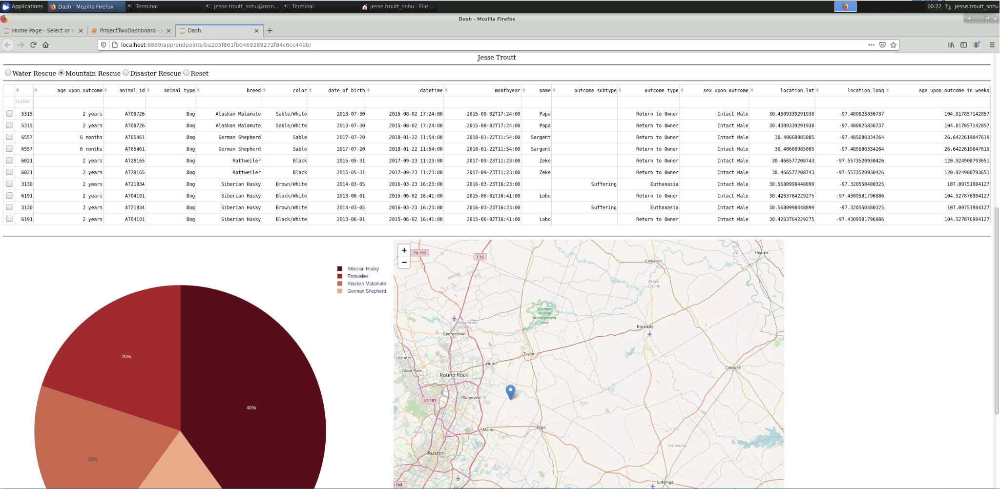 Applications Dash - Mozilla Firefox Terminal jesse.troutt_snhu@msn... Terminal jesse.troutt_snhu - File ... 00:22 jesse.troutt_snhu
Dash - Mozilla Firefox
Home Page - Select or c ProjectTwoDashboard - Dash
localhost:8889/app/endpoints/ba205f861fb0469289272f84c6cc44bb/
Jesse Troutt
Water Rescue Mountain Rescue Disaster Rescue Reset
age_upon_outcome animal_id animal_type breed color date_of_birth datetime monthyear name outcome_subtype outcome_type sex_upon_outcome location_lat location_long age_upon_outcome_in_weeks
filter
5315 2 years A708726 Dog Alaskan Malamute Sable/White 2013-07-30 2015-08-02 17:24:00 2015-08-02T17:24:00 Papa Return to Owner Intact Male 30.4309339291938 -97.480825836737 104.817857142857
5315 2 years A708726 Dog Alaskan Malamute Sable/White 2013-07-30 2015-08-02 17:24:00 2015-08-02T17:24:00 Papa Return to Owner Intact Male 30.4309339291938 -97.480825836737 104.817857142857
6557 6 months A765461 Dog German Shepherd Sable 2017-07-20 2018-01-22 11:54:00 2018-01-22T11:54:00 Sargent Return to Owner Intact Male 30.40668985085 -97.485680334264 26.6422619047619
6557 6 months A765461 Dog German Shepherd Sable 2017-07-20 2018-01-22 11:54:00 2018-01-22T11:54:00 Sargent Return to Owner Intact Male 30.40668985085 -97.485680334264 26.6422619047619
6021 2 years A728165 Dog Rottweiler Black 2015-05-31 2017-09-23 11:23:00 2017-09-23T11:23:00 Zeke Return to Owner Intact Male 30.466577208743 -97.5573520930426 120.924900793651
6021 2 years A728165 Dog Rottweiler Black 2015-05-31 2017-09-23 11:23:00 2017-09-23T11:23:00 Zeke Return to Owner Intact Male 30.466577208743 -97.5573520930426 120.924900793651
3130 2 years A721834 Dog Siberian Husky Brown/White 2014-03-05 2016-03-23 16:23:00 2016-03-23T16:23:00 Suffering Euthanasia Intact Male 30.5680998448899 -97.320550480325 107.09751984127
6191 2 years A704101 Dog Siberian Husky Black/White 2013-06-01 2015-06-02 16:41:00 2015-06-02T16:41:00 Lobo Return to Owner Intact Male 30.4263764229275 -97.4309581796886 104.527876984127
3130 2 years A721834 Dog Siberian Husky Brown/White 2014-03-05 2016-03-23 16:23:00 2016-03-23T16:23:00 Suffering Euthanasia Intact Male 30.5680998448899 -97.320550480325 107.09751984127
6191 2 years A704101 Dog Siberian Husky Black/White 2013-06-01 2015-06-02 16:41:00 2015-06-02T16:41:00 Lobo Return to Owner Intact Male 30.4263764229275 -97.4309581796886 104.527876984127
Siberian Husky
Rottweiler
Alaskan Malamute
German Shepherd
20%
40%
20%
+
−
TX 195
I 35
Hearne
Cameron
Milam
County
Granger
Wildlife
Management
Area
Williamson
County
Georgetown
Rockdale
Taylor
Leander
Hutto
Caldwell
Cedar Park
Round Rock
US 183
Pflugerville
Manor
Elgin
Travis County
Lee County
Austin
Giddings
Toll